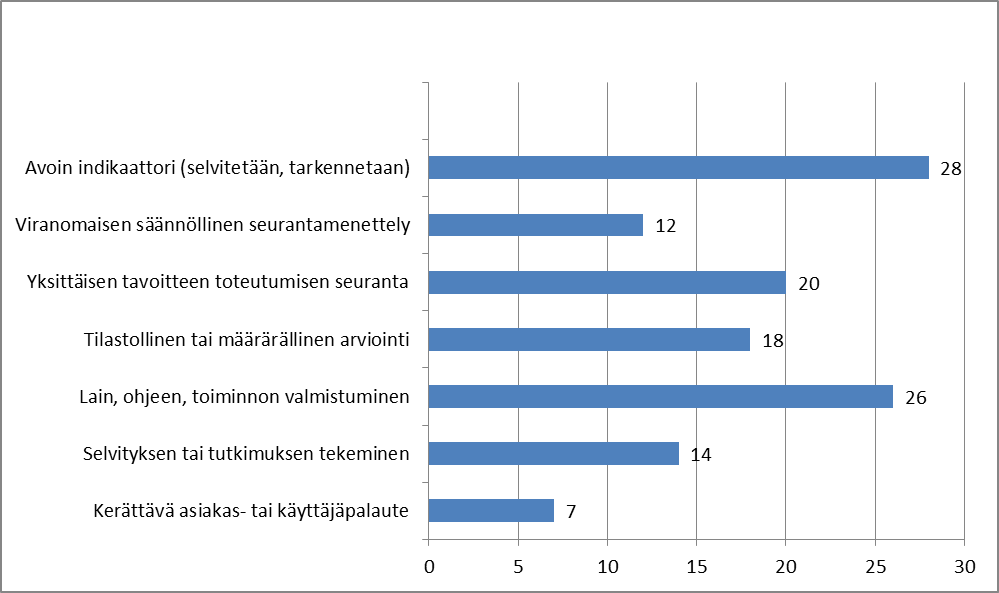 Avoin indikaattori (selvitetään, tarkennetaan) 28
Viranomaisen säännöllinen seurantamenettely 12
Yksittäisen tavoitteen toteutumisen seuranta 20
Tilastollinen tai määrärällinen arviointi 18
Lain, ohjeen, toiminnon valmistuminen 26
Selvityksen tai tutkimuksen tekeminen 14
Kerättävä asiakas- tai käyttäjäpalaute 7
0 5 10 15 20 25 30